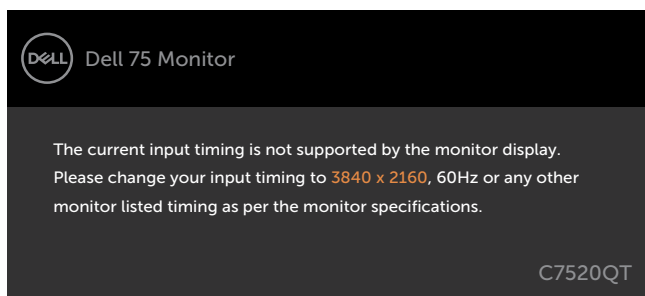 DELL Dell 75 Monitor
The current input timing is not supported by the monitor display.
Please change your input timing to 3840 x 2160, 60Hz or any other
monitor listed timing as per the monitor specifications.
C7520QT